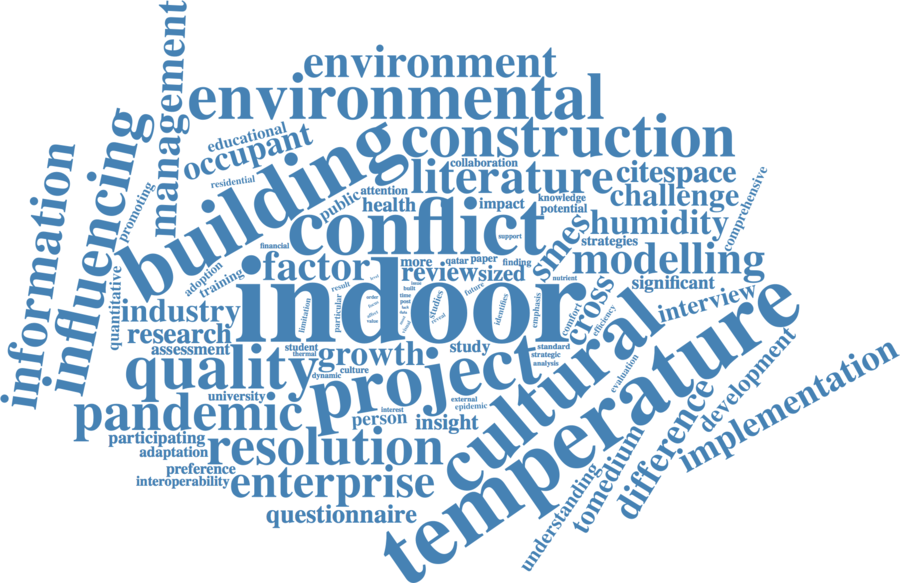 environment
environmental
management
construction
educational
occupant
influencing
information
building
collaboration
literature
citespace
residential
promoting
attention
challenge
comprehensive
public
health
impact
knowledge
potential
humidity
conflict
support
smes
strategies
financial
modelling
factor
more
qatar
paper
finding
review
sized
nutrient
significant
adoption
training
result
indoor
cross
interview
quantitative
industry
limitation
particular
built
time
studies
reveal
future
identifies
emphasis
comfort
efficiency
research
assessment
student
thermal
growth
study
standard
strategic
analysis
cultural
temperature
quality
dynamic
culture
project
evaluation
development
university
pandemic
interest
external
epidemic
person
insight
implementation
participating
adaptation
resolution
difference
preference
interoperability
enterprise
tomedium
understanding
questionnaire